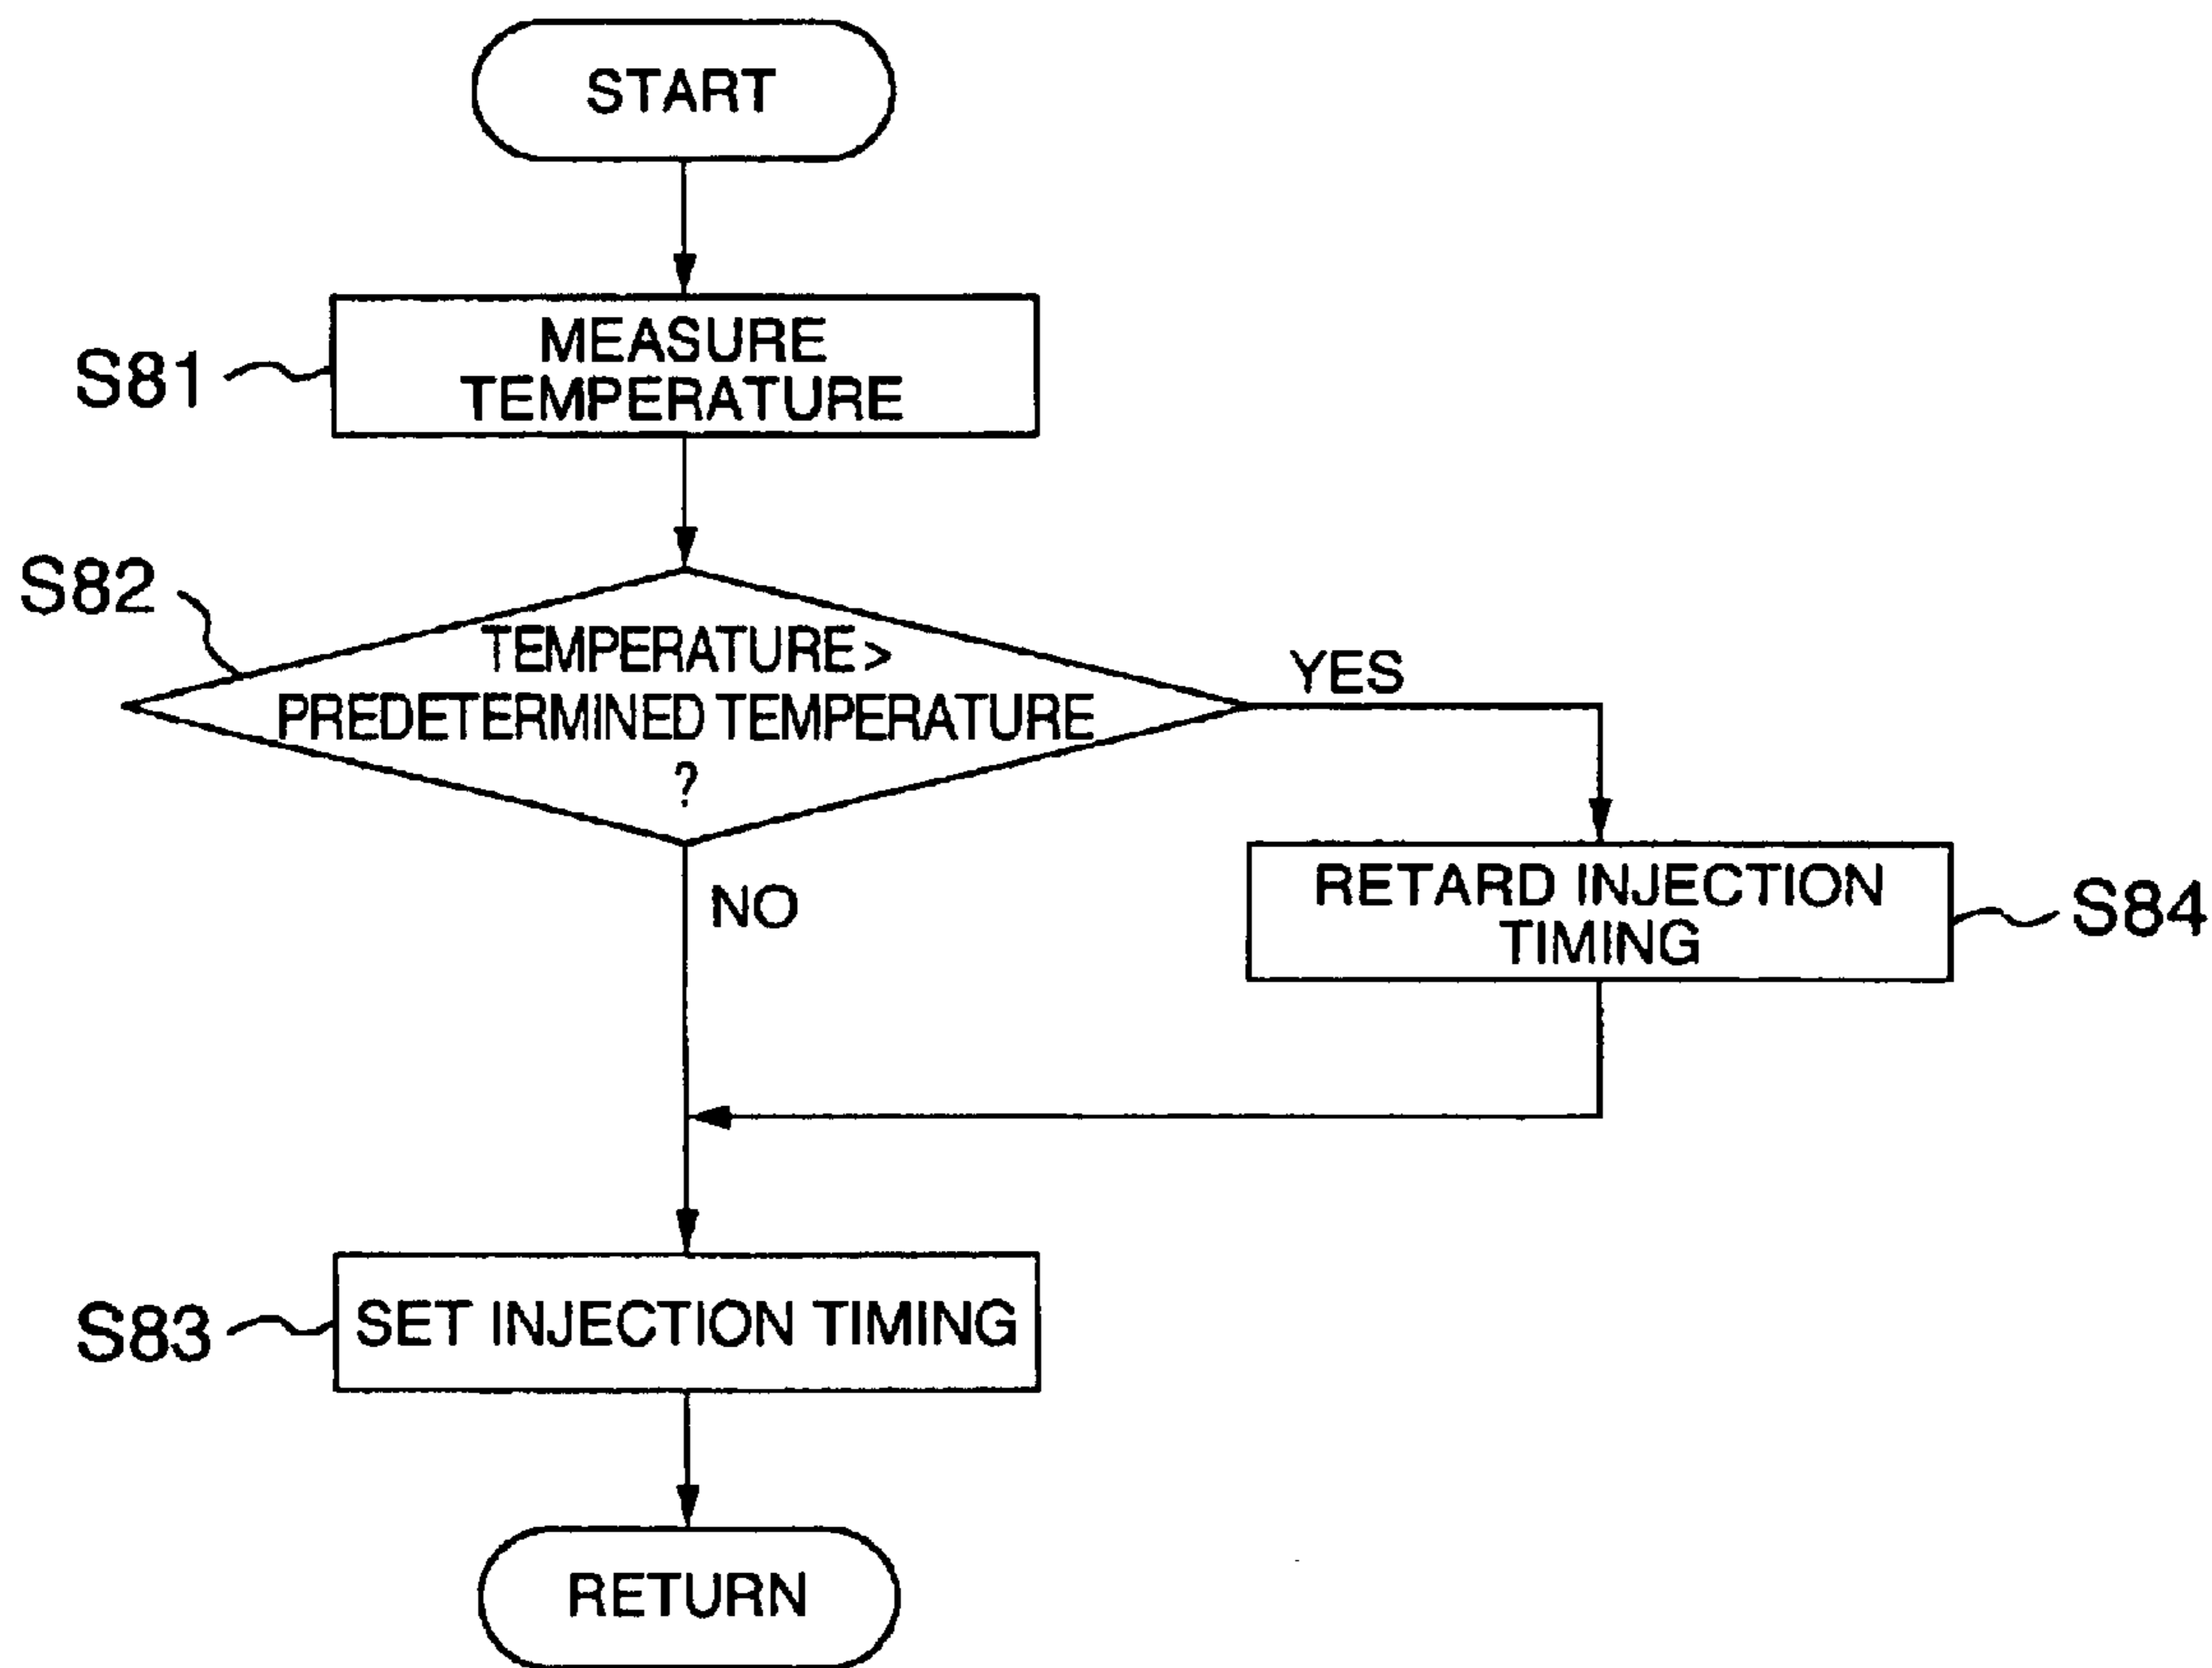 START
S81
MEASURE
TEMPERATURE
S82
TEMPERATURE >
PREDETERMINED TEMPERATURE
?
YES
NO
RETARD INJECTION
TIMING
S84
S83
SET INJECTION TIMING
RETURN